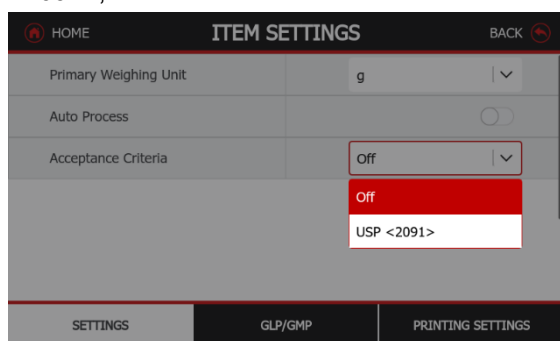 HOME ITEM SETTINGS BACK
Primary Weighing Unit g
Auto Process
Acceptance Criteria Off
Off
USP <2091>
SETTINGS GLP/GMP PRINTING SETTINGS